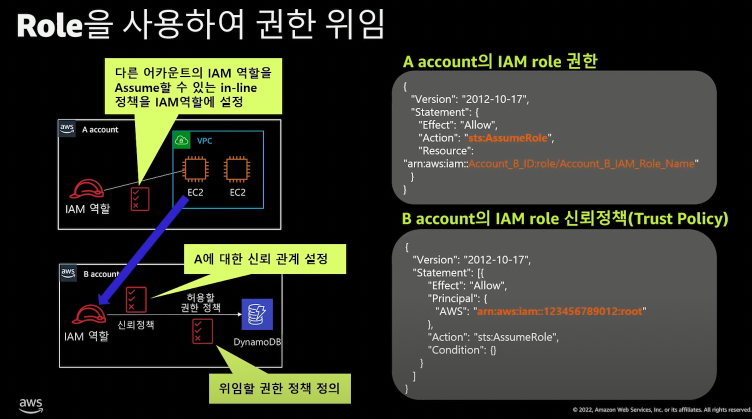 Role을 사용하여 권한 위임
다른 어카운트의 IAM 역할을
Assume할 수 있는 in-line
정책을 IAM역할에 설정
aws
A account
VPC
EC2
EC2
IAM 역할
A에 대한 신뢰 관계 설정
aws
B account
허용할
권한 정책
신뢰정책
IAM 역할
DynamoDB
위임할 권한 정책 정의
A account의 IAM role 권한
{
"Version": "2012-10-17",
"Statement": {
"Effect": "Allow",
"Action": "sts:AssumeRole",
"Resource":
"arn:aws:iam::Account_B_ID:role/Account_B_IAM_Role_Name"
}
}
B account의 IAM role 신뢰정책(Trust Policy)
{
"Version": "2012-10-17",
"Statement": [{
"Effect": "Allow",
"Principal": {
"AWS": "arn:aws:iam::123456789012:root"
},
"Action": "sts:AssumeRole",
"Condition": {}
}
]
}
aws
© 2022, Amazon Web Services, Inc. or its affiliates. All rights reserved.